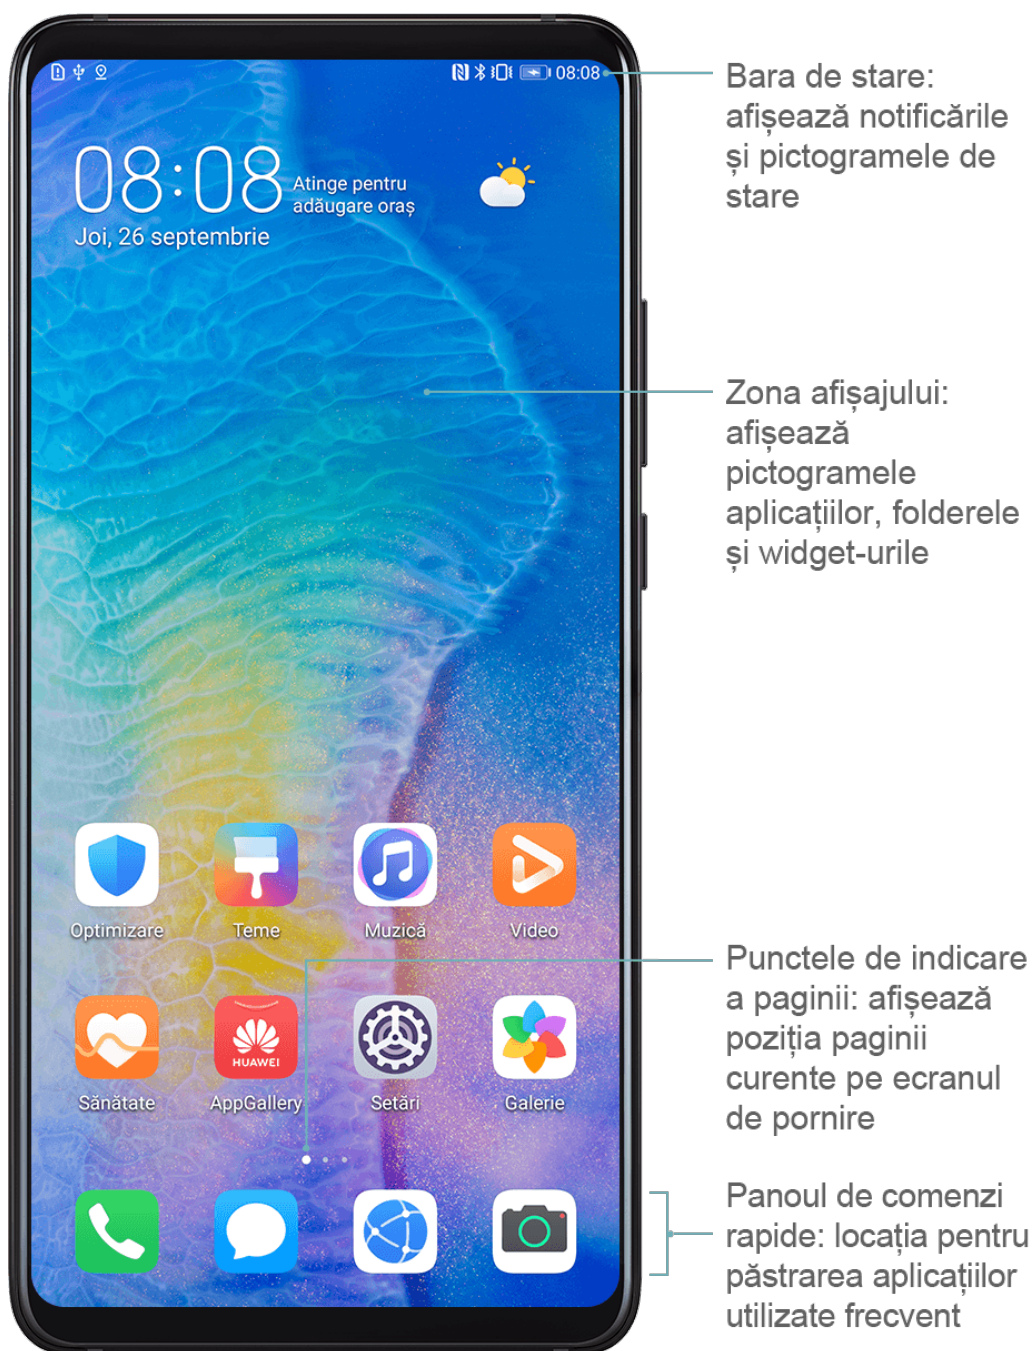 08:08
08:08
Atinge pentru
adăugare oraș
Joi, 26 septembrie
Optimizare
Teme
Muzică
Video
HUAWEI
Sănătate
AppGallery
Setări
Galerie
Bara de stare:
afișează notificările
și pictogramele de
stare
Zona afișajului:
afișează
pictogramele
aplicațiilor, folderele
și widget-urile
Punctele de indicare
a paginii: afișează
poziția paginii
curente pe ecranul
de pornire
Panoul de comenzi
rapide: locația pentru
păstrarea aplicațiilor
utilizate frecvent